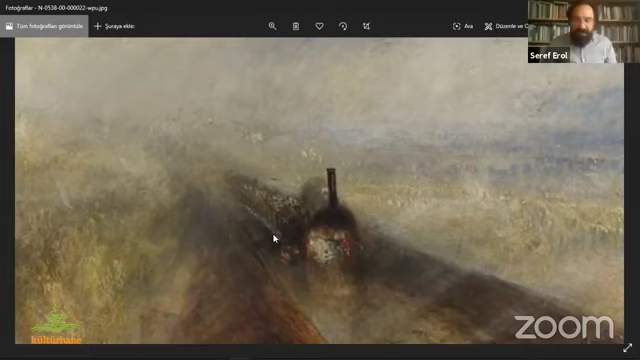 Fotoğraflar - N-0538-00-000022-wpu.jpg
Tüm fotoğrafları görüntüle
Şuraya ekle:
Ara
Düzenle ve O
Seref Erol
kültürhane
zoom